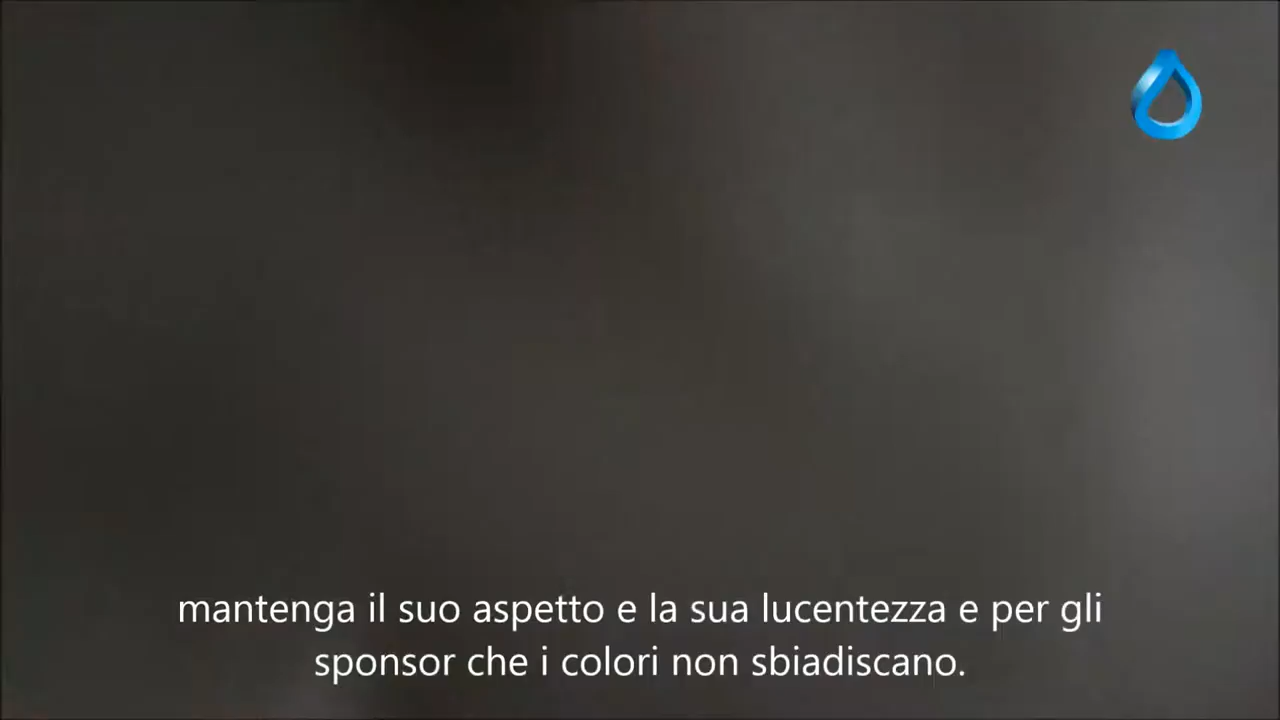 mantenga il suo aspetto e la sua lucentezza e per gli
sponsor che i colori non sbiadiscano.